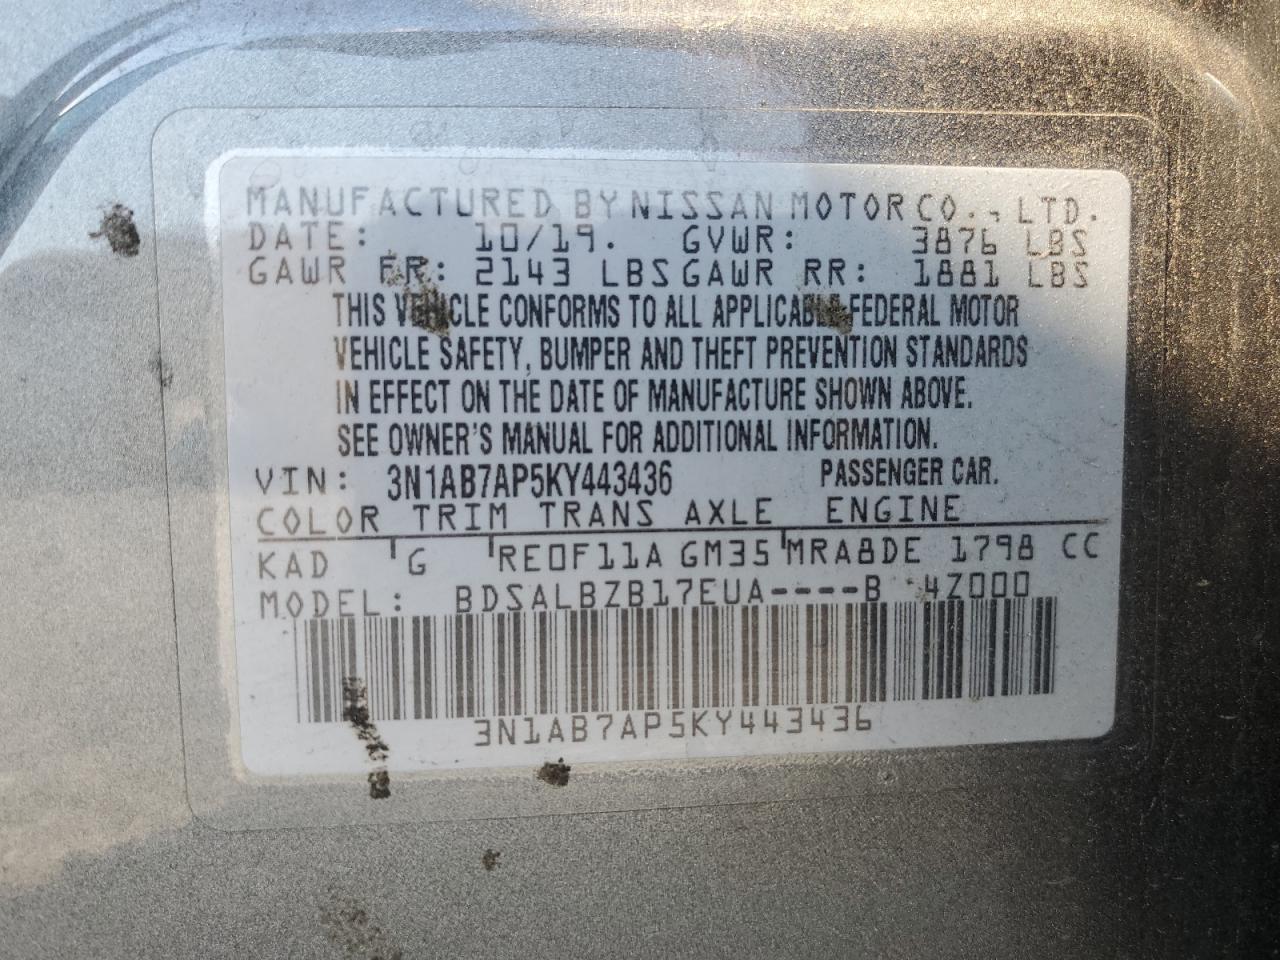 MANUFACTURED BY NISSAN MOTOR CO., LTD.
DATE: 10/19. GVWR: 3876 LBS
GAWR FR: 2143 LBS GAWR RR: 1881 LBS
THIS VEHICLE CONFORMS TO ALL APPLICABLE FEDERAL MOTOR
VEHICLE SAFETY, BUMPER AND THEFT PREVENTION STANDARDS
IN EFFECT ON THE DATE OF MANUFACTURE SHOWN ABOVE.
SEE OWNER'S MANUAL FOR ADDITIONAL INFORMATION.
VIN: 3N1AB7AP5KY443436 PASSENGER CAR.
COLOR TRIM TRANS AXLE ENGINE
KAD G RE0F11A GM35 MRA8DE 1798 CC
MODEL: BDSALBZB17EUA----B 4Z000
3N1AB7AP5KY443436